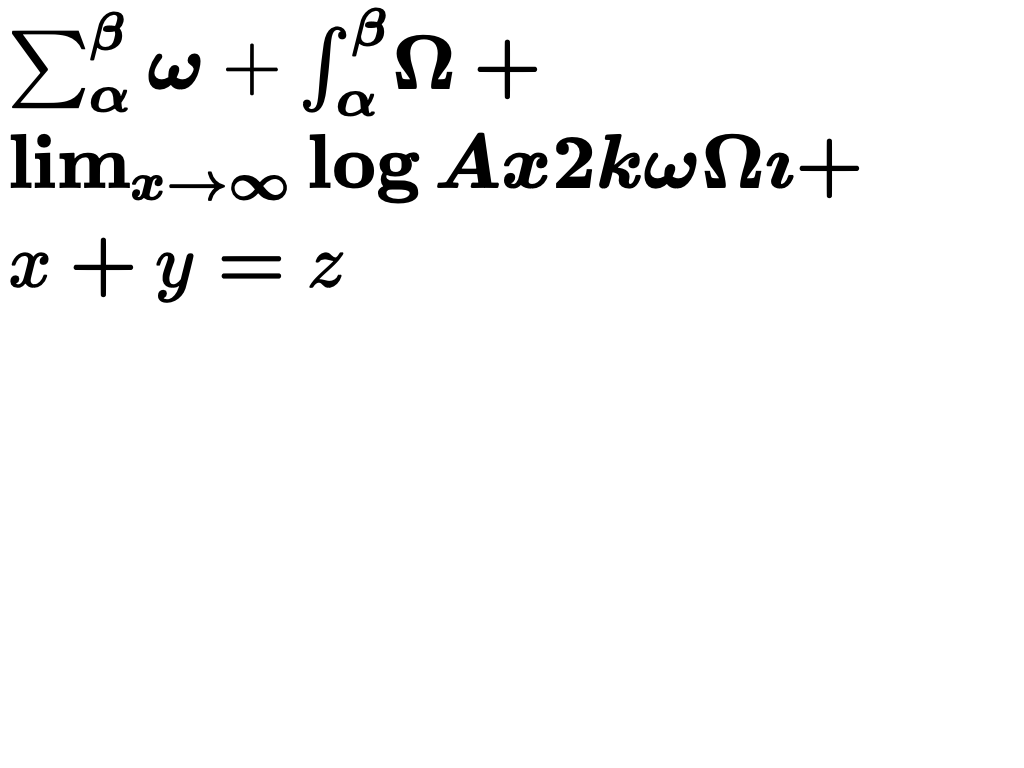 ∑_α^β ω + ∫_α^β Ω +
lim_{x→∞} log Ax2kωΩı+
x + y = z